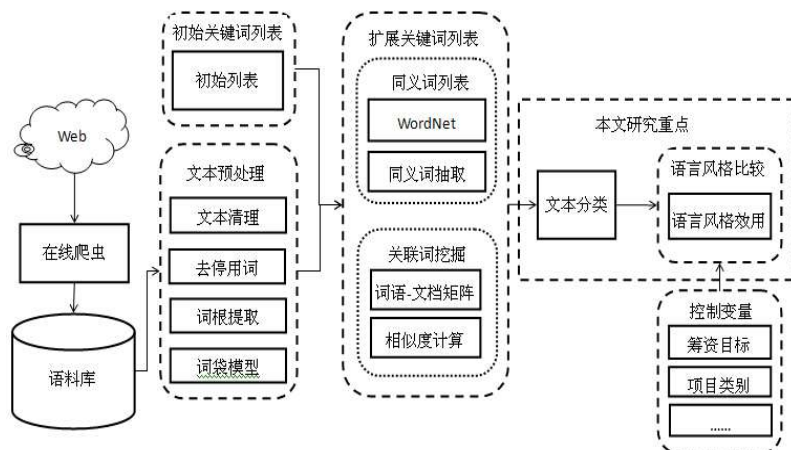 Web
在线爬虫
语料库
初始关键词列表
初始列表
文本预处理
文本清理
去停用词
词根提取
词袋模型
扩展关键词列表
同义词列表
WordNet
同义词抽取
关联词挖掘
词语-文档矩阵
相似度计算
本文研究重点
文本分类
语言风格比较
语言风格效用
控制变量
筹资目标
项目类别
......